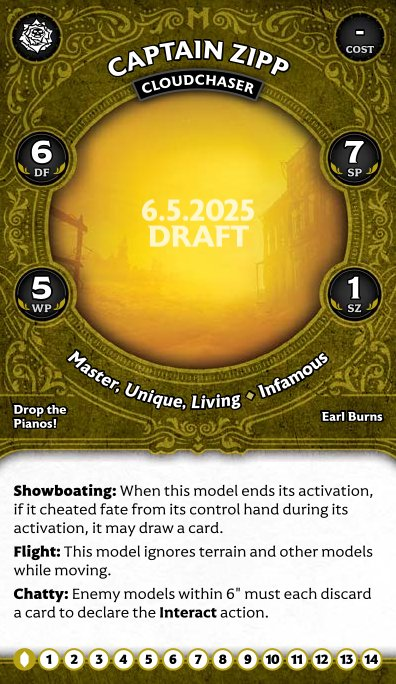 CAPTAIN ZIPP
CLOUDCHASER
-
COST
6
DF
7
SP
6.5.2025
DRAFT
5
WP
1
SZ
Master, Unique, Living • Infamous
Drop the
Pianos!
Earl Burns
Showboating: When this model ends its activation,
if it cheated fate from its control hand during its
activation, it may draw a card.
Flight: This model ignores terrain and other models
while moving.
Chatty: Enemy models within 6" must each discard
a card to declare the Interact action.
1 2 3 4 5 6 7 8 9 10 11 12 13 14